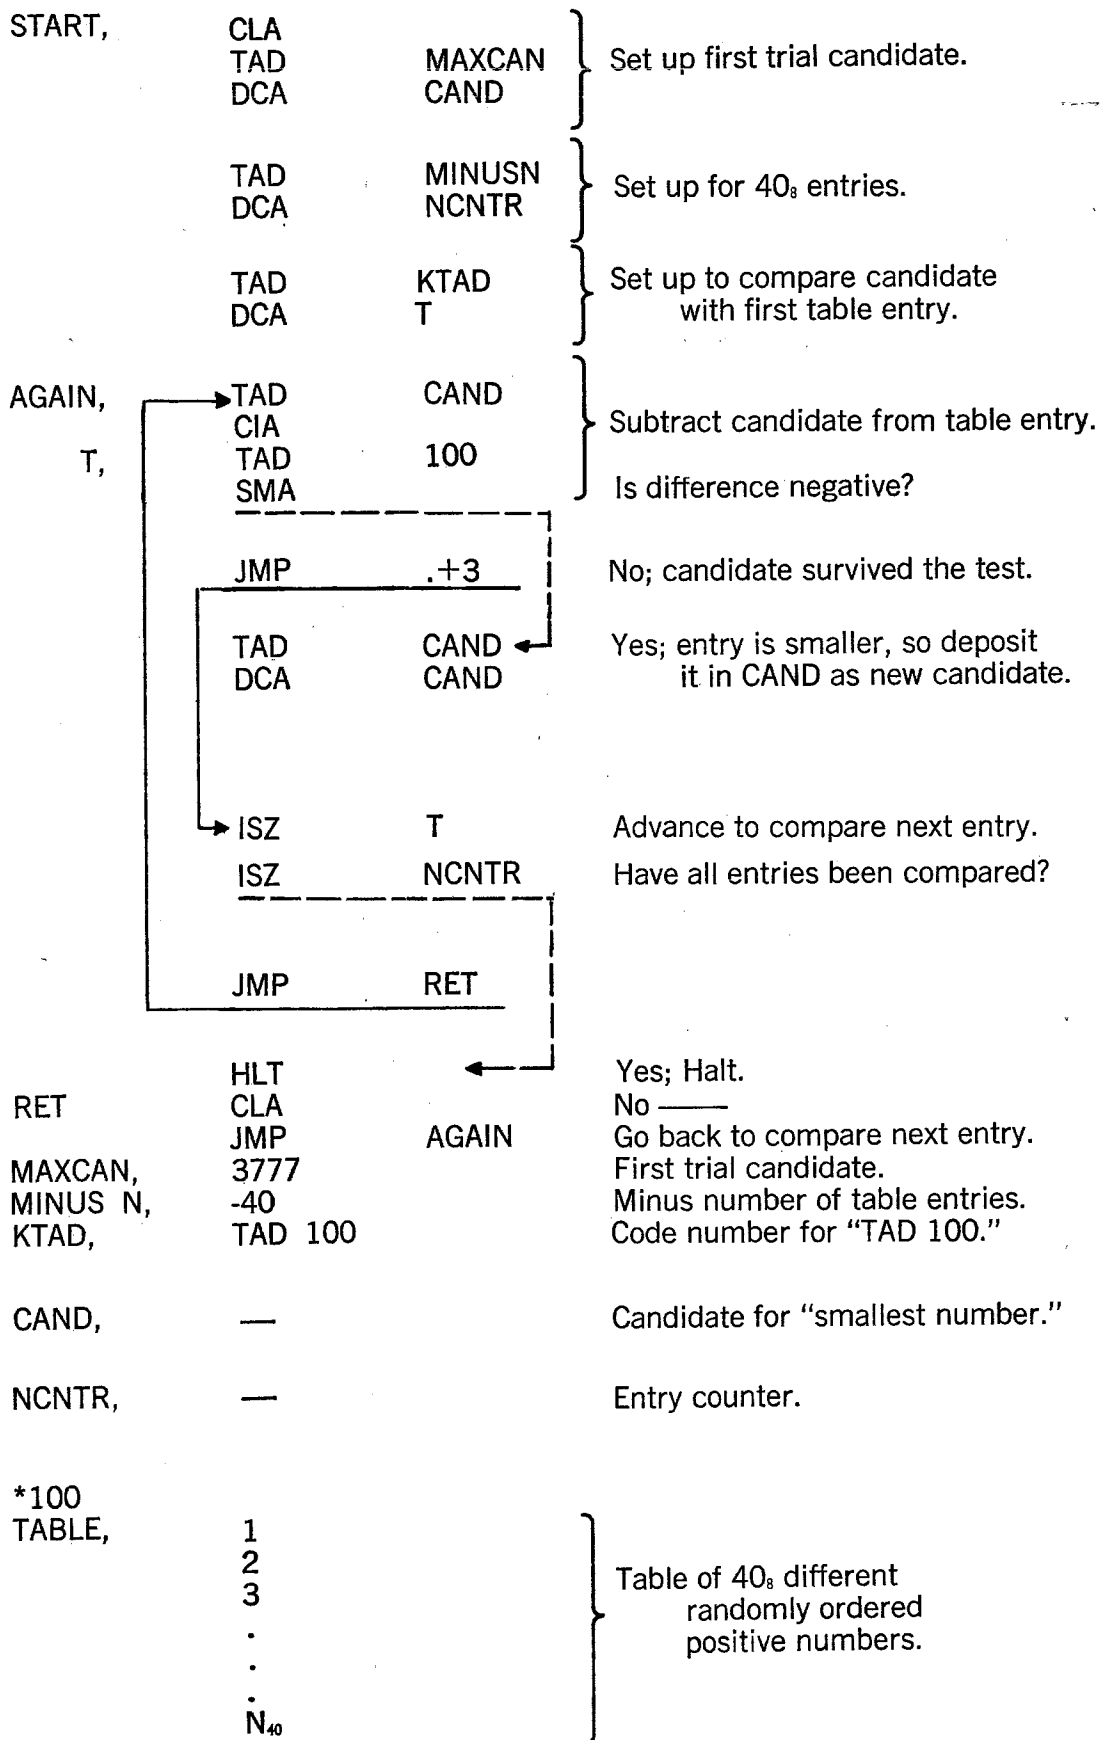 START, CLA
TAD MAXCAN Set up first trial candidate.
DCA CAND
TAD MINUSN
DCA NCNTR Set up for 40₈ entries.
TAD KTAD Set up to compare candidate
DCA T with first table entry.
AGAIN, TAD CAND
CIA Subtract candidate from table entry.
T, TAD 100
SMA Is difference negative?
JMP .+3 No; candidate survived the test.
TAD CAND Yes; entry is smaller, so deposit
DCA CAND it in CAND as new candidate.
ISZ T Advance to compare next entry.
ISZ NCNTR Have all entries been compared?
JMP RET
HLT Yes; Halt.
RET CLA No ——
JMP AGAIN Go back to compare next entry.
MAXCAN, 3777 First trial candidate.
MINUS N, -40 Minus number of table entries.
KTAD, TAD 100 Code number for “TAD 100.”
CAND, — Candidate for “smallest number.”
NCNTR, — Entry counter.
*100
TABLE, 1
2
3 Table of 40₈ different
. randomly ordered
. positive numbers.
.
N₄₀